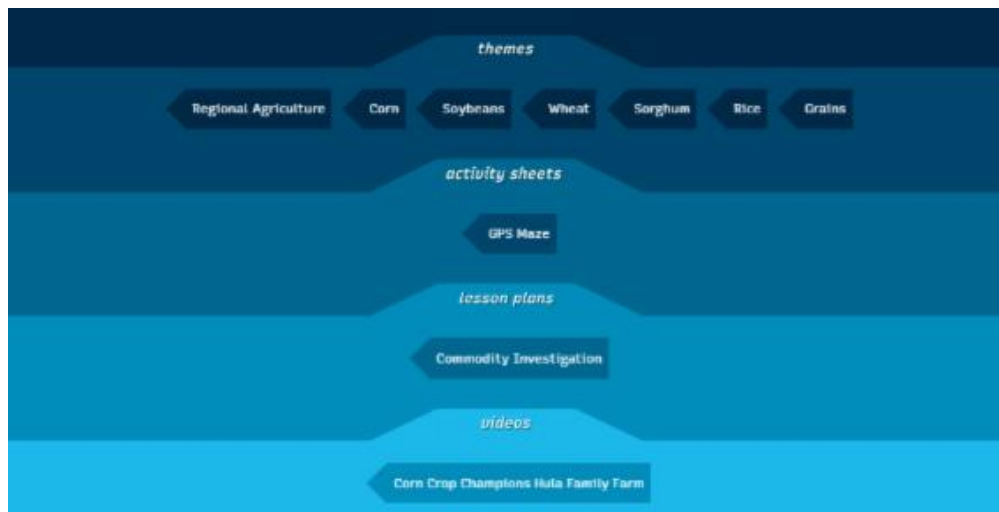 themes
Regional Agriculture Corn Soybeans Wheat Sorghum Rice Grains
activity sheets
GPS Maze
lesson plans
Commodity Investigation
videos
Corn Crop Champions Hula Family Farm